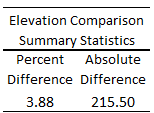 Elevation Comparison
Summary Statistics
Percent Absolute
Difference Difference
3.88 215.50